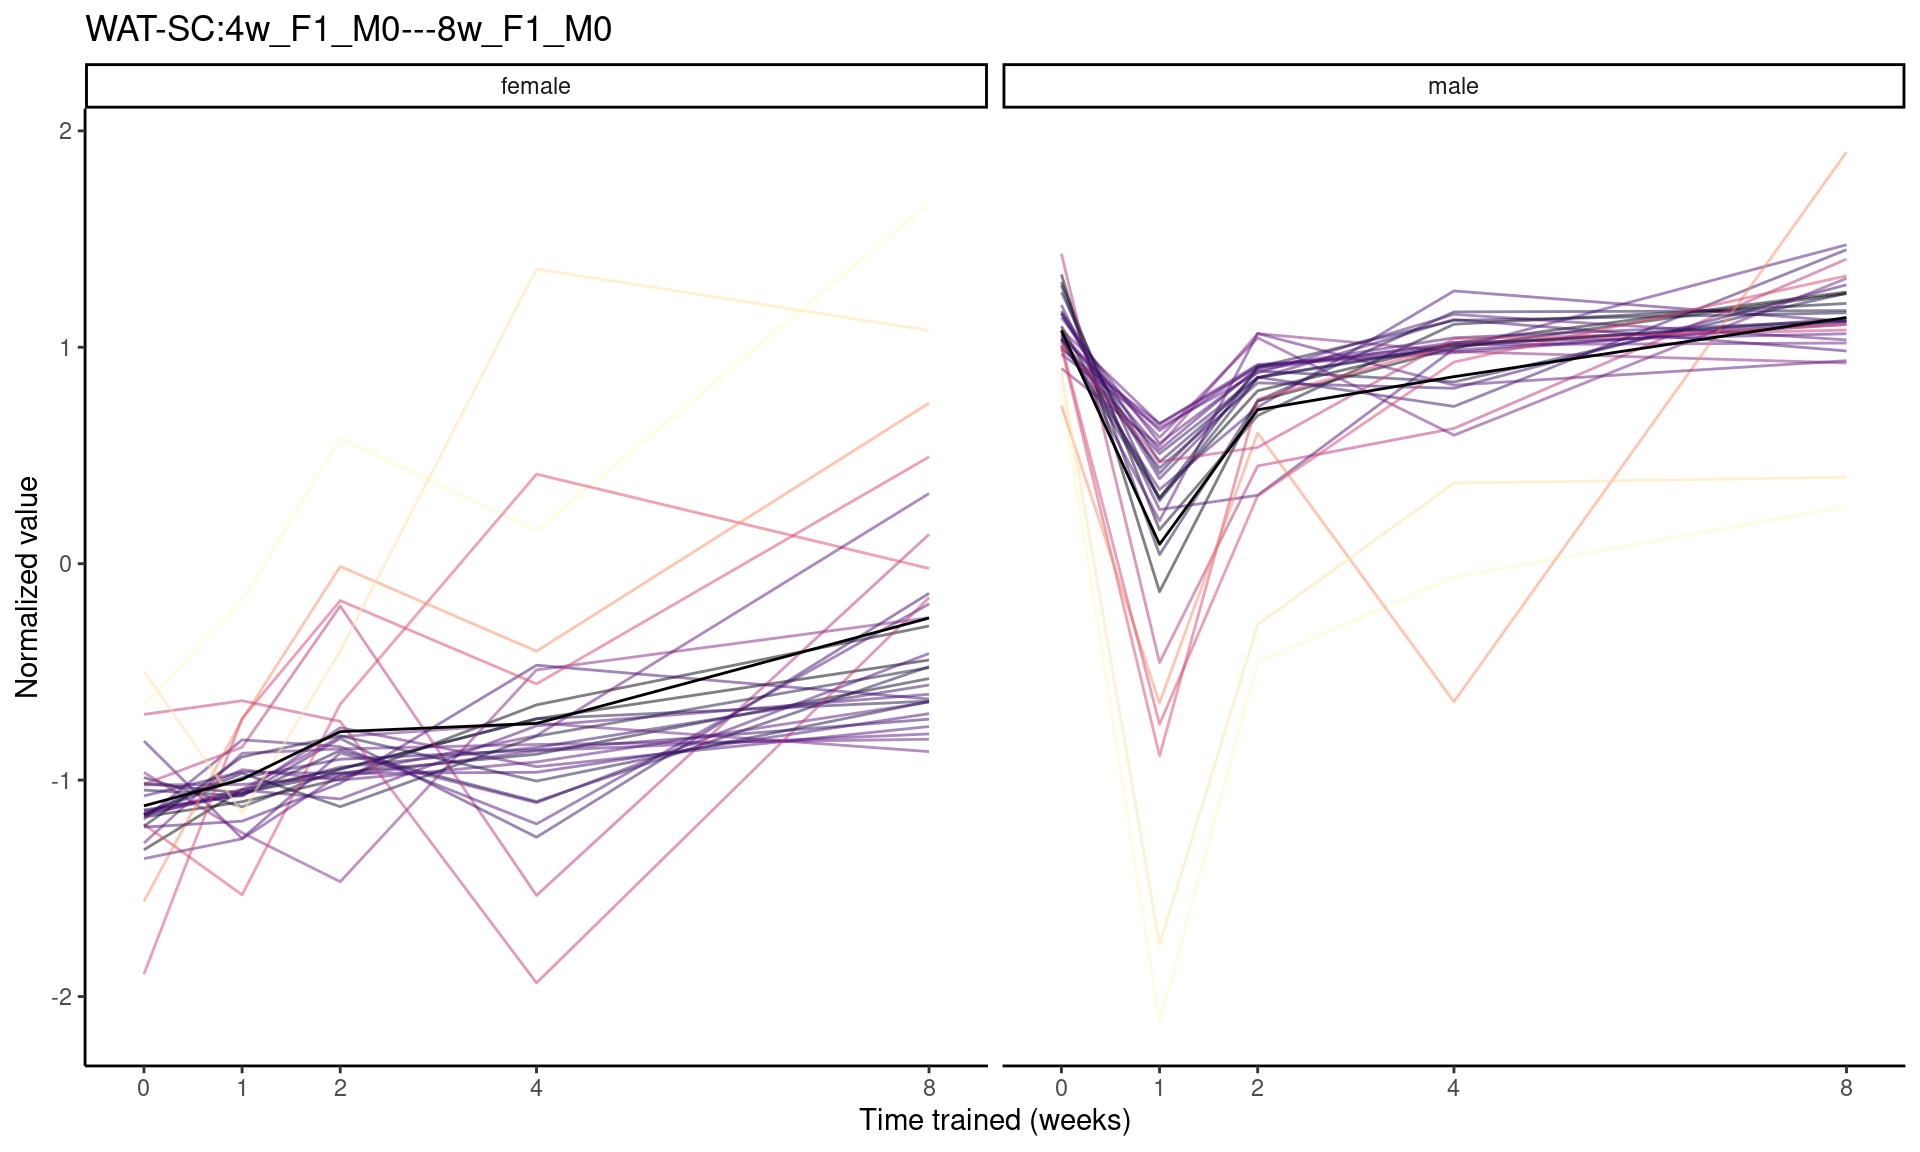 WAT-SC:4w_F1_M0---8w_F1_M0
female
male
Normalized value
2
1
0
-1
-2
0 1 2 4 8
0 1 2 4 8
Time trained (weeks)